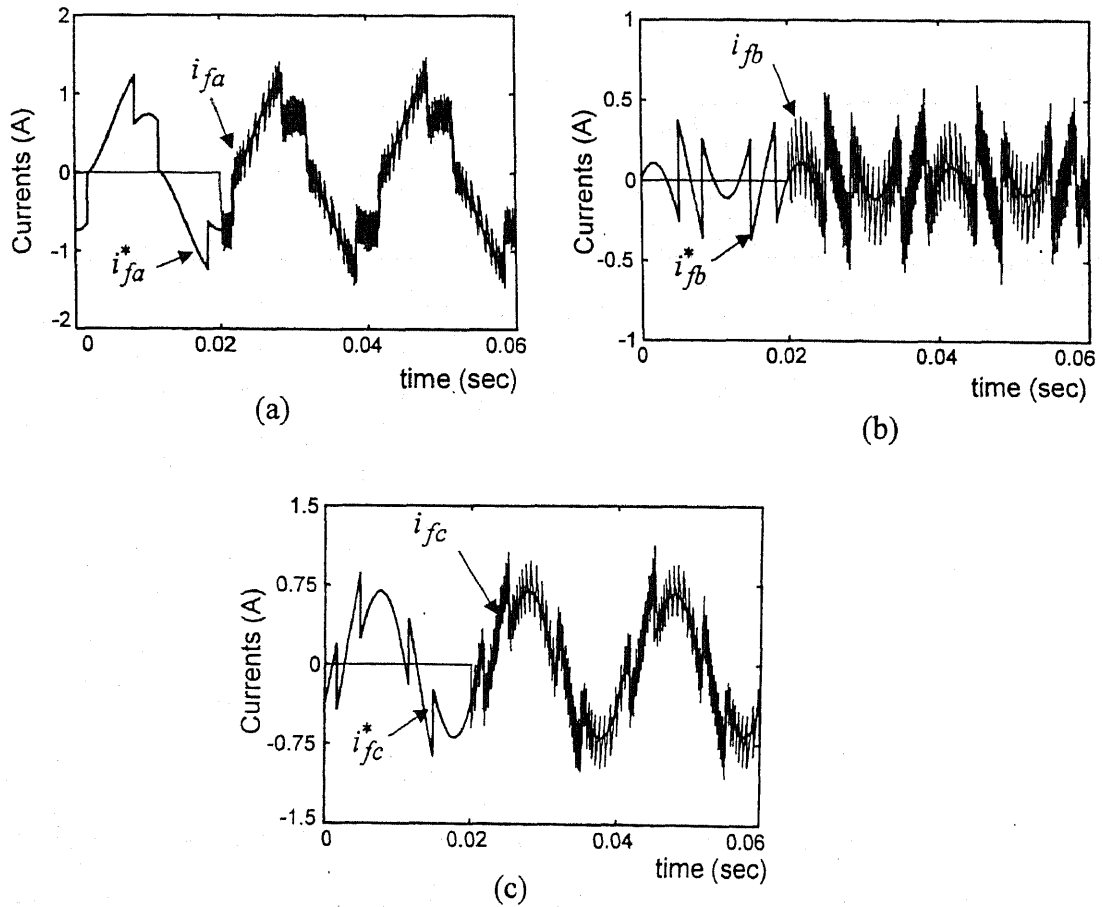 2
1
0
-1
-2
Currents (A)
i_fa
i*_fa
0
0.02
0.04
0.06
time (sec)
(a)
1
0.5
0
-0.5
-1
Currents (A)
i_fb
i*_fb
0
0.02
0.04
0.06
time (sec)
(b)
1.5
0.75
0
-0.75
-1.5
Currents (A)
i_fc
i*_fc
0
0.02
0.04
0.06
time (sec)
(c)